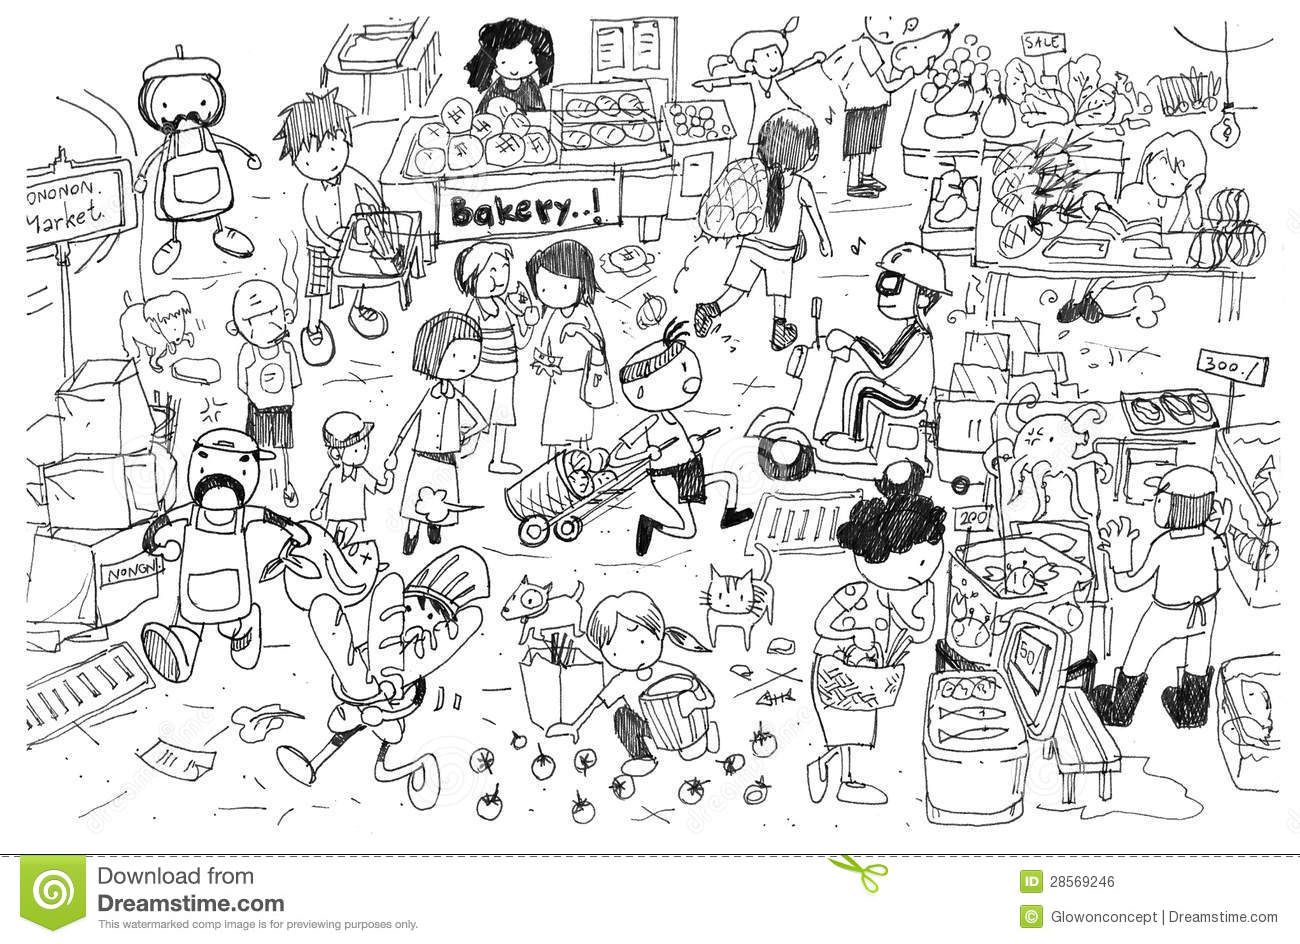 SALE
ONONON.
Market.
Bakery..!
300./
200
NONGN.
50
Download from
Dreamstime.com
This watermarked comp image is for previewing purposes only.
ID 28569246
© Glowonconcept | Dreamstime.com